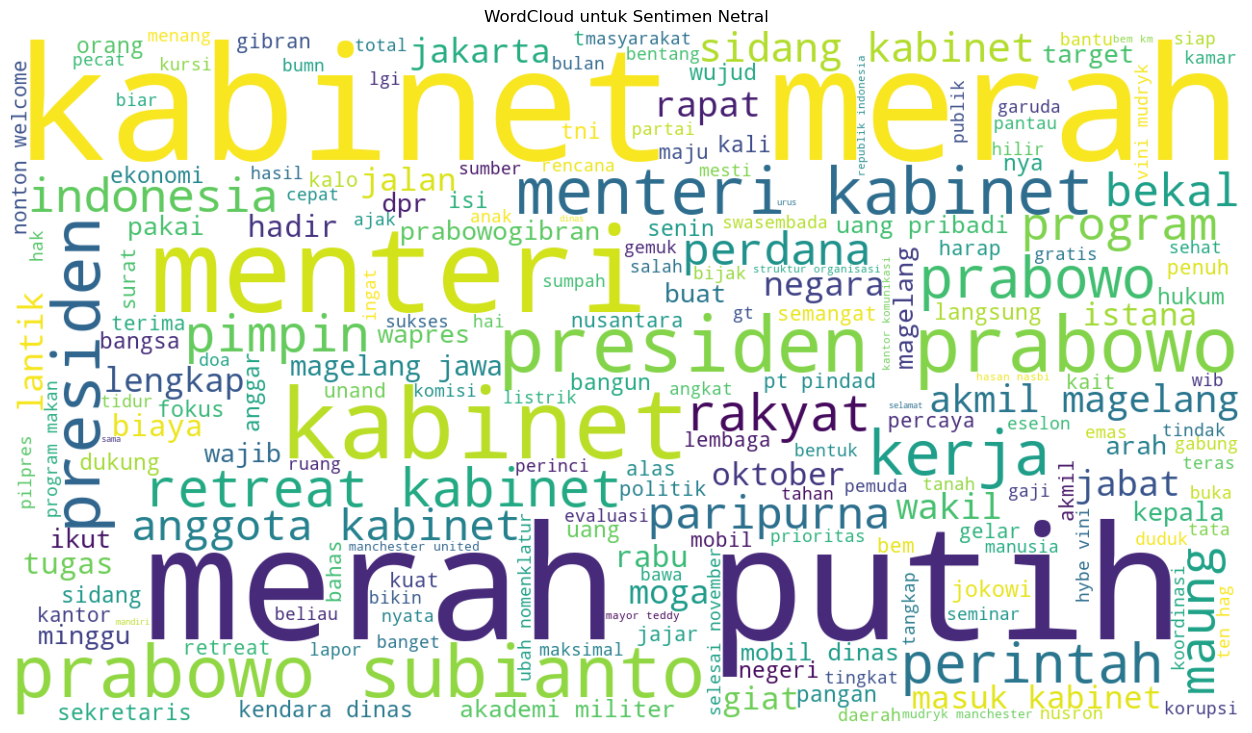 WordCloud untuk Sentimen Netral
kabinet merah
merah putih
menteri
kabinet
presiden
prabowo
prabowo subianto
menteri kabinet
retreat kabinet
anggota kabinet
sidang kabinet
presiden
prabowo
indonesia
pimpin
perdana
rakyat
kerja
paripurna
perintah
maung
program
bekal
akmil magelang
masuk kabinet
jakarta
rapat
orang
menang
gibran
total
tmasyarakat
bentang
bantu
bem km
siap
pecat
kursi
bumn
lgi
bulan
wujud
target
kamar
nonton welcome
biar
tni
partai
maju
kali
republik indonesia
publik
garuda
pantau
vini mudryk
hilir
nya
ekonomi
hasil
kalo
jalan
sumber
rencana
mesti
cepat
dpr
isi
urus
hak
pakai
hadir
ajak
anak
dinas
prabowogibran
senin
swasembada
uang pribadi
harap
gratis
sehat
surat
gemuk
salah
bijak
struktur organisasi
kantor komunikasi
magelang
penuh
ingat
sumpah
buat
negara
langsung
hukum
istana
lantik
terima
bangsa
sukses
hai
wapres
nusantara
gt
semangat
doa
lengkap
anggar
magelang jawa
unand
komisi
listrik
bangun
angkat
pt pindad
hasan nasbi
kait
wib
tidur
fokus
program makan
sama
biaya
selamat
percaya
eselon
emas
tindak
gabung
lembaga
bentuk
arah
pilpres
dukung
wajib
ruang
perinci
alas
politik
oktober
tahan
pemuda
tanah
gaji
akmil
jabat
teras
buka
ikut
evaluasi
uang
mobil
prioritas
wakil
gelar
bem
manusia
kepala
tata
duduk
tugas
manchester united
bahas
rabu
bawa
moga
sidang
kuat
bikin
kantor
mandiri
beliau
nyata
ubah nomenklatur
mayor teddy
selesai november
tangkap
jokowi
seminar
hybe vini
koordinasi
ten hag
minggu
retreat
lapor
banget
maksimal
jajar
mobil dinas
negeri
tingkat
giat
pangan
sekretaris
kendara dinas
akademi militer
daerah
mudryk manchester
nusron
korupsi